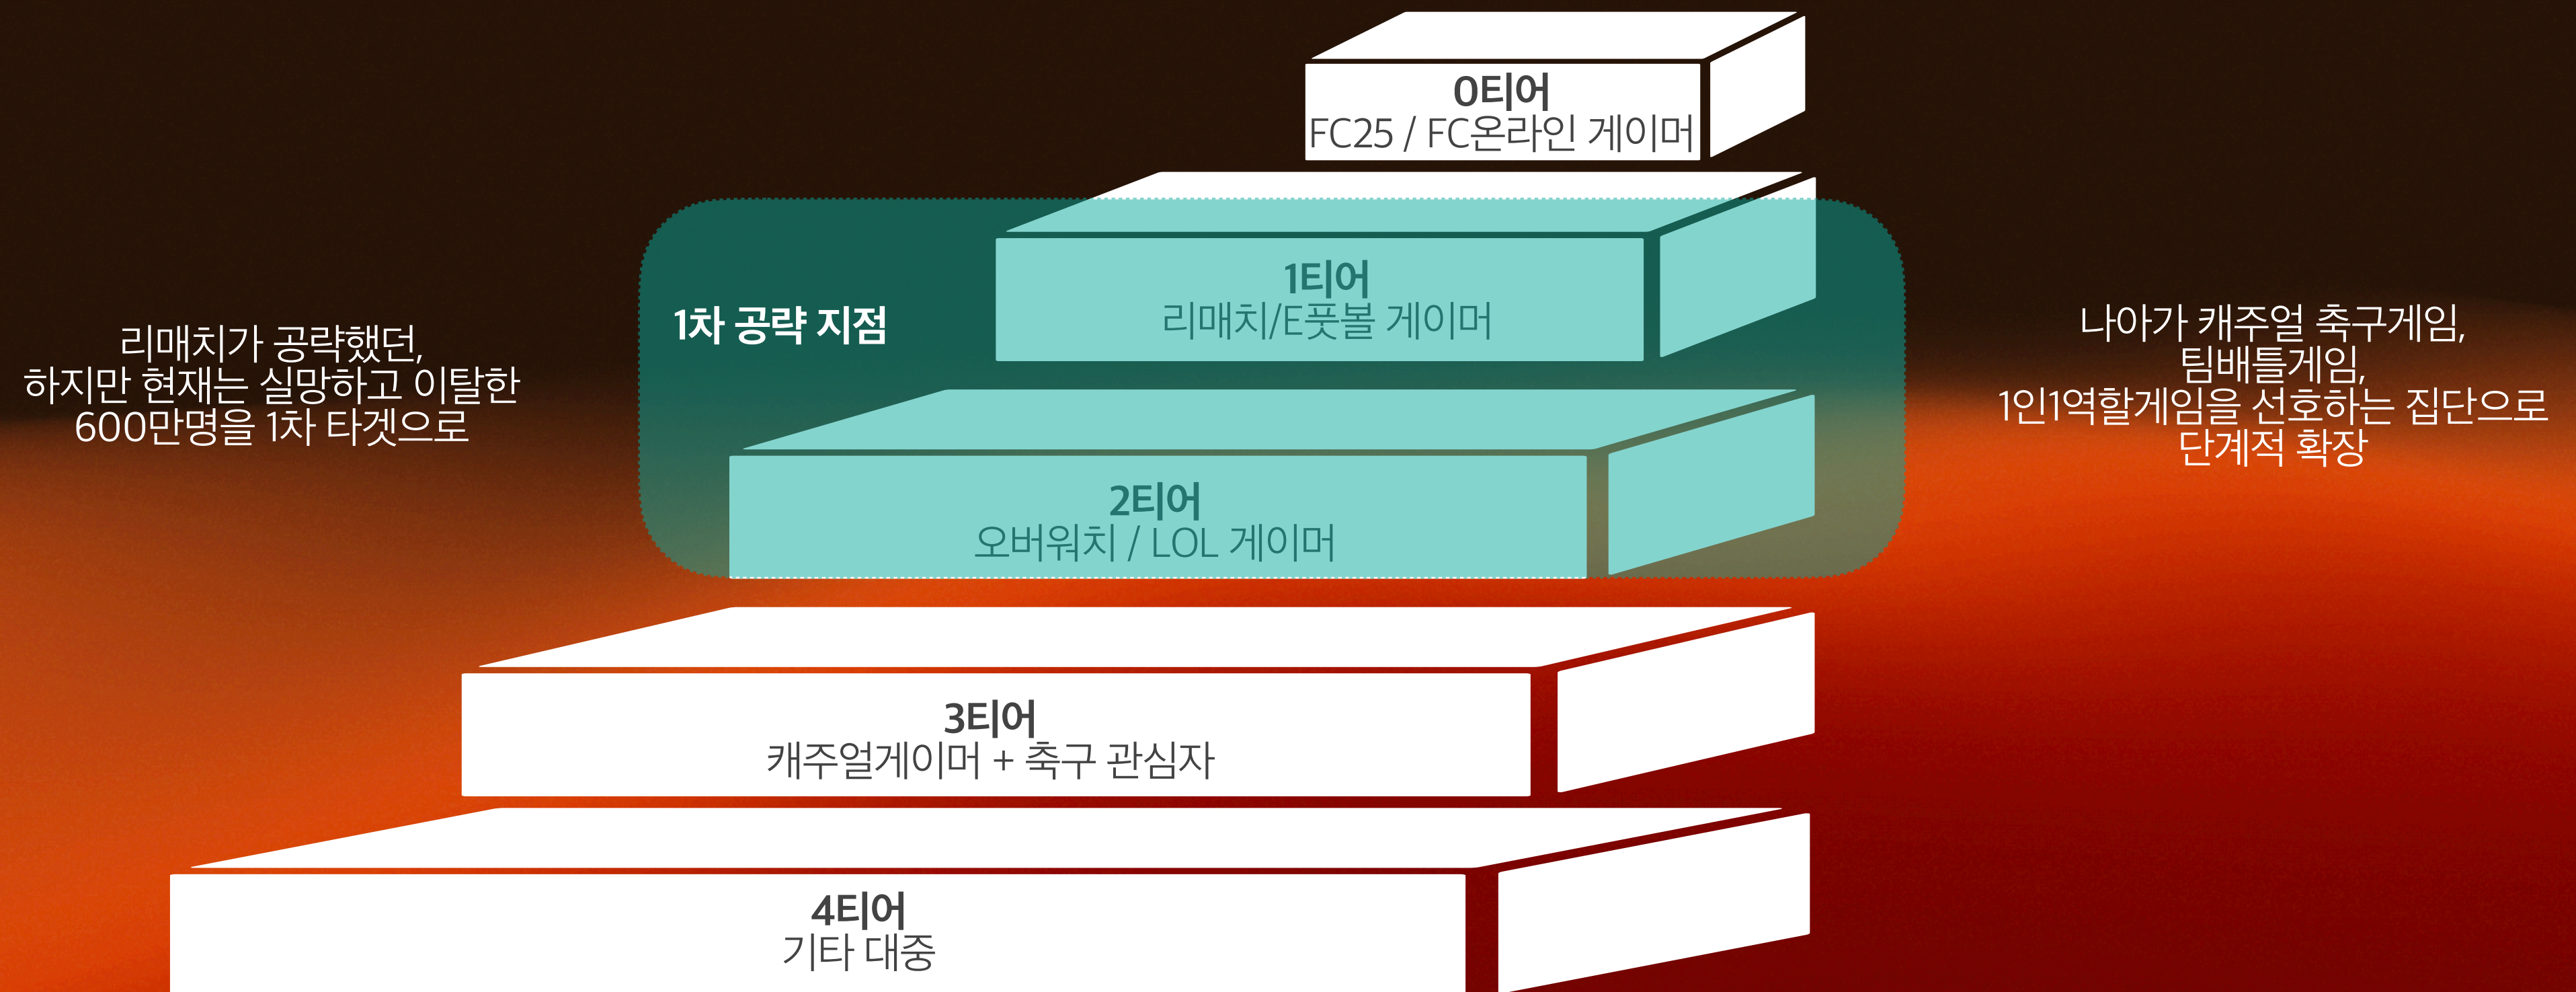 0티어
FC25 / FC온라인 게이머
1차 공략 지점
1티어
리매치/E풋볼 게이머
2티어
오버워치 / LOL 게이머
리매치가 공략했던,
하지만 현재는 실망하고 이탈한
600만명을 1차 타겟으로
나아가 캐주얼 축구게임,
팀배틀게임,
1인1역할게임을 선호하는 집단으로
단계적 확장
3티어
캐주얼게이머 + 축구 관심자
4티어
기타 대중